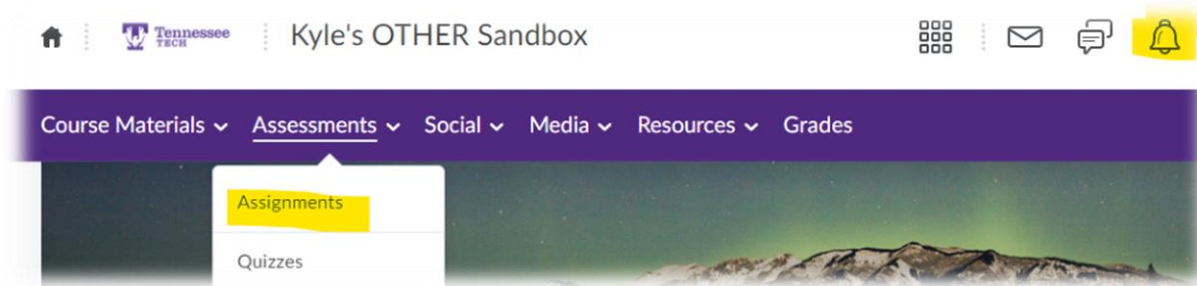 Tennessee
TECH
Kyle's OTHER Sandbox
Course Materials Assessments Social Media Resources Grades
Assignments
Quizzes